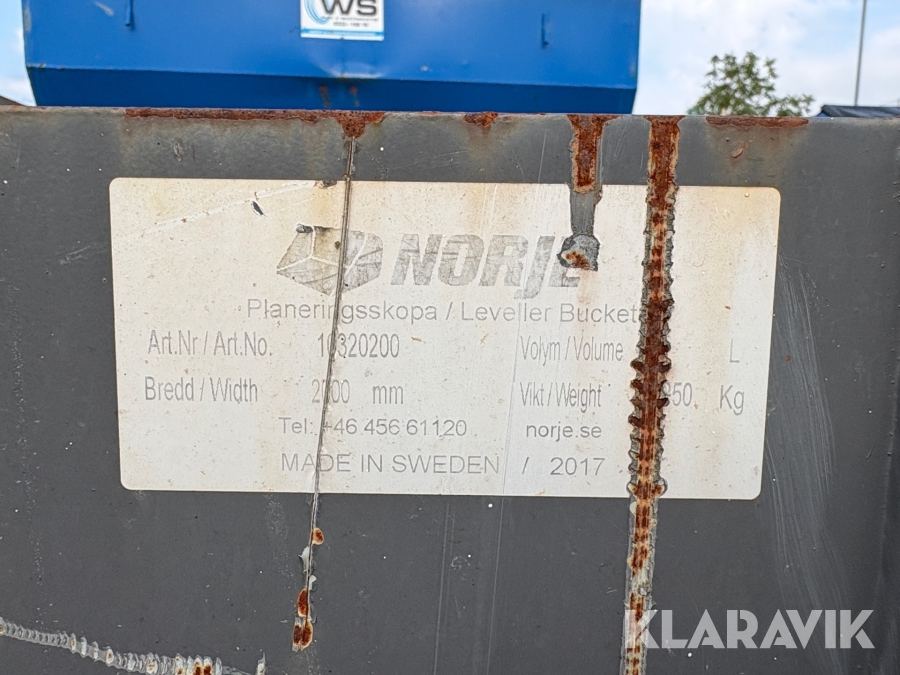 WS
NORJE
Planeringsskopa / Leveller Bucket
Art.Nr / Art.No. 10320200 Volym / Volume L
Bredd / Width mm Vikt / Weight Kg
Tel: +46 456 61120 norje.se
MADE IN SWEDEN / 2017
KLARAVIK